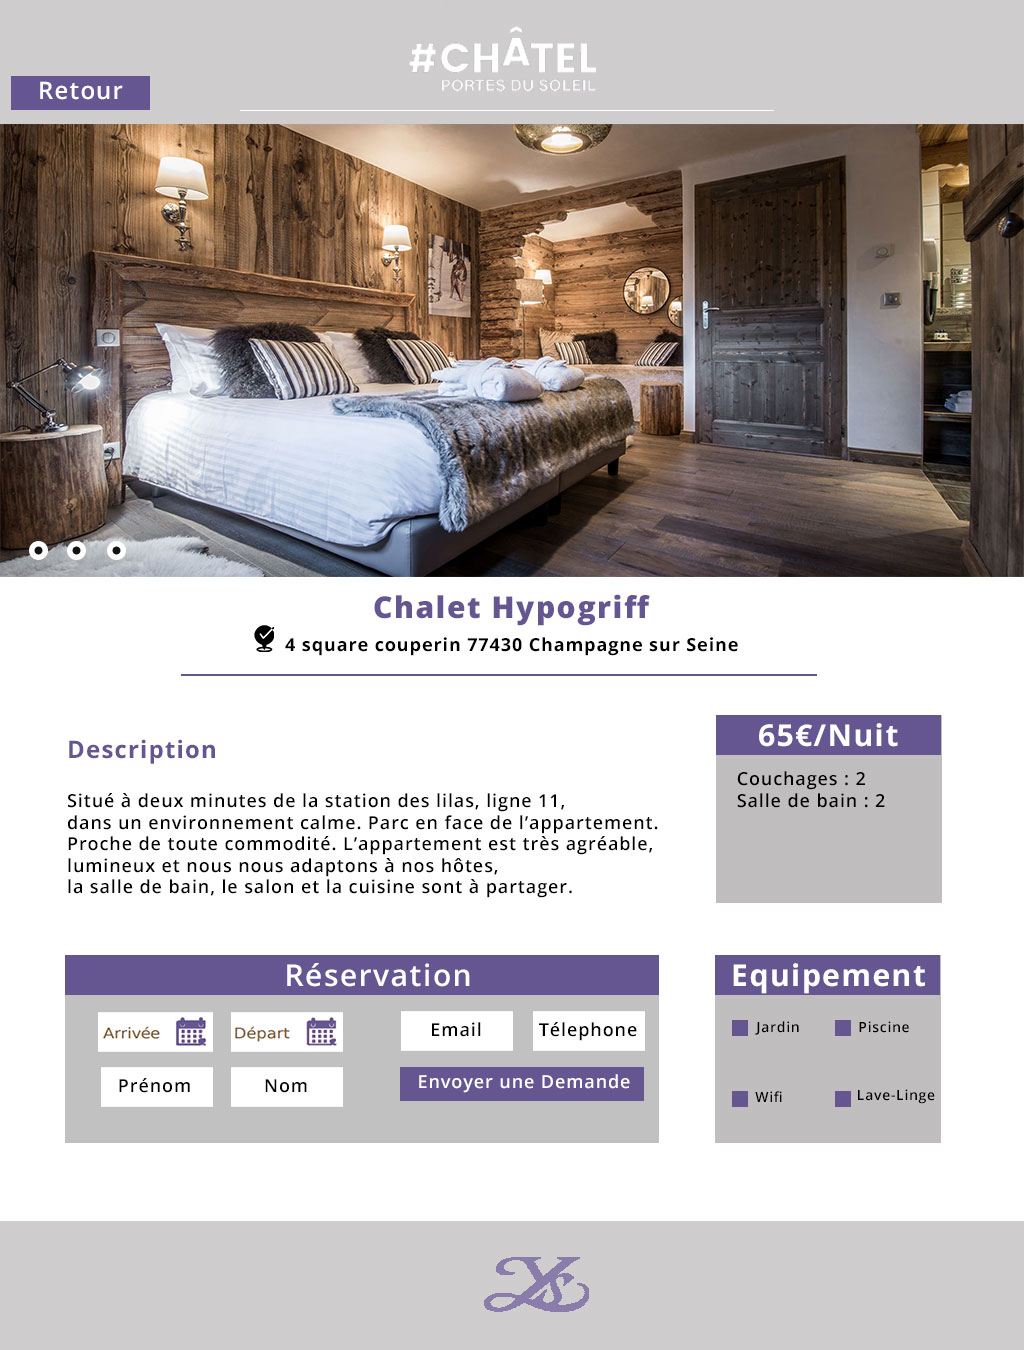 #CHÂTEL
PORTES DU SOLEIL
Retour
Chalet Hypogriff
4 square couperin 77430 Champagne sur Seine
Description
Situé à deux minutes de la station des lilas, ligne 11,
dans un environnement calme. Parc en face de l’appartement.
Proche de toute commodité. L’appartement est très agréable,
lumineux et nous nous adaptons à nos hôtes,
la salle de bain, le salon et la cuisine sont à partager.
65€/Nuit
Couchages : 2
Salle de bain : 2
Réservation
Arrivée
Départ
Email
Télephone
Prénom
Nom
Envoyer une Demande
Equipement
Jardin
Piscine
Wifi
Lave-Linge
Ys